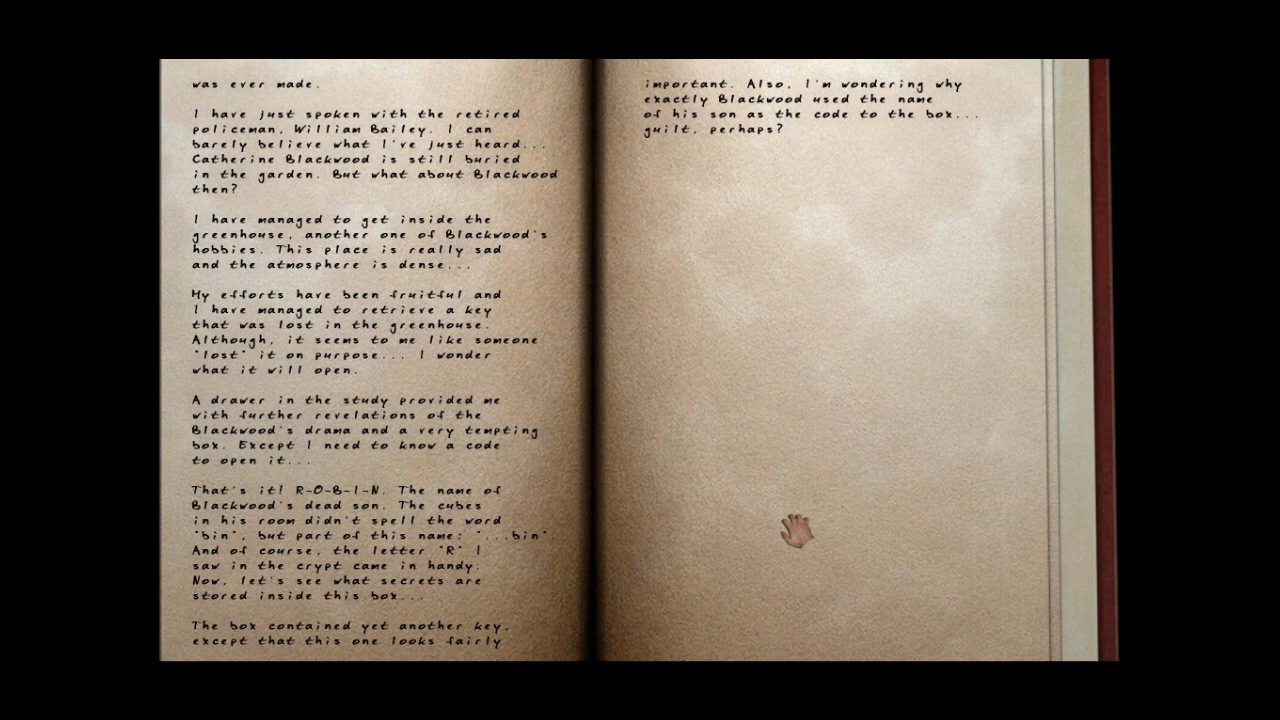 was ever made.
I have just spoken with the retired
policeman, William Bailey. I can
barely believe what I've just heard...
Catherine Blackwood is still buried
in the garden. But what about Blackwood
then?
I have managed to get inside the
greenhouse, another one of Blackwood's
hobbies. This place is really sad
and the atmosphere is dense...
My efforts have been fruitful and
I have managed to retrieve a key
that was lost in the greenhouse.
Although, it seems to me like someone
"lost" it on purpose... I wonder
what it will open.
A drawer in the study provided me
with further revelations of the
Blackwood's drama and a very tempting
box. Except I need to know a code
to open it...
That's it! R-O-B-I-N. The name of
Blackwood's dead son. The cubes
in his room didn't spell the word
"bin", but part of this name: "...bin".
And of course, the letter "R" I
saw in the crypt came in handy.
Now, let's see what secrets are
stored inside this box...
The box contained yet another key,
except that this one looks fairly
important. Also, I'm wondering why
exactly Blackwood used the name
of his son as the code to the box...
guilt, perhaps?